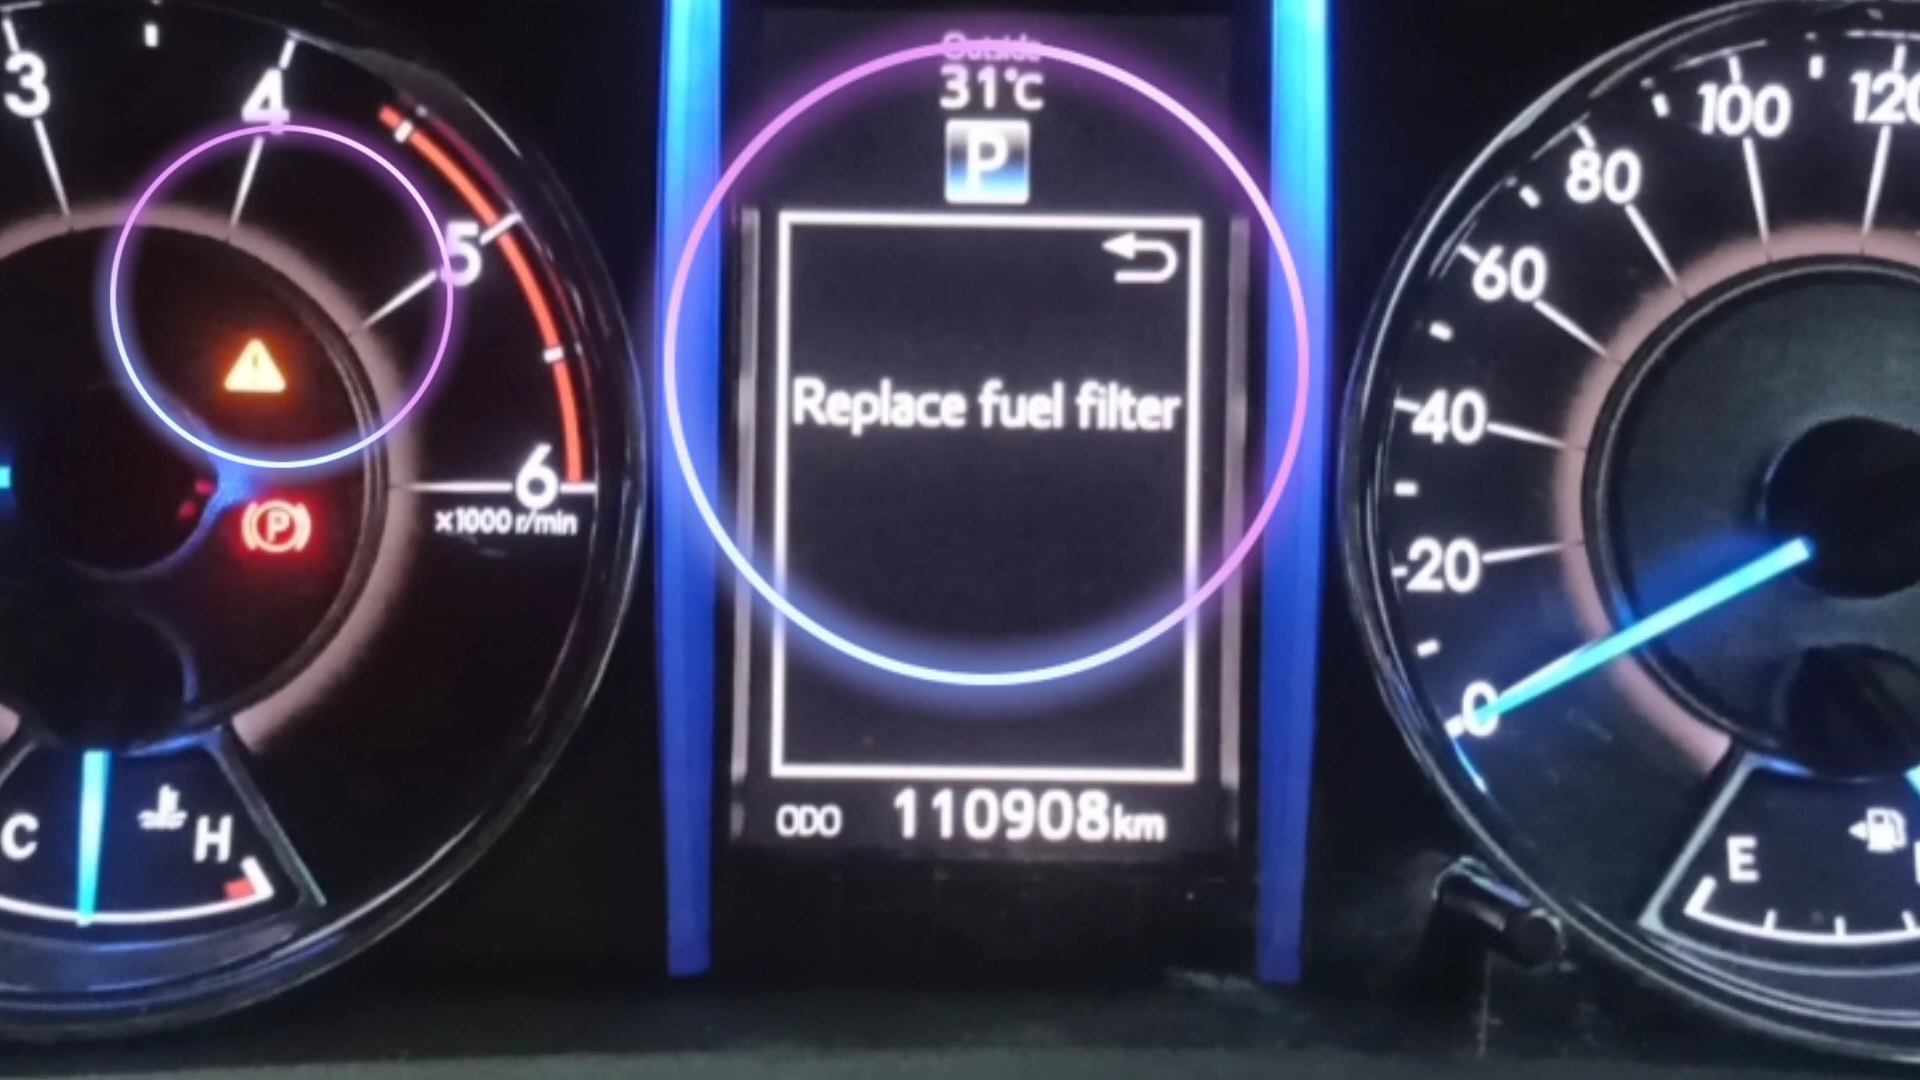 3
4
5
6
x1000 r/min
C
H
P
Outside
31°C
P
Replace fuel filter
ODO 110908km
0
20
40
60
80
100
120
E